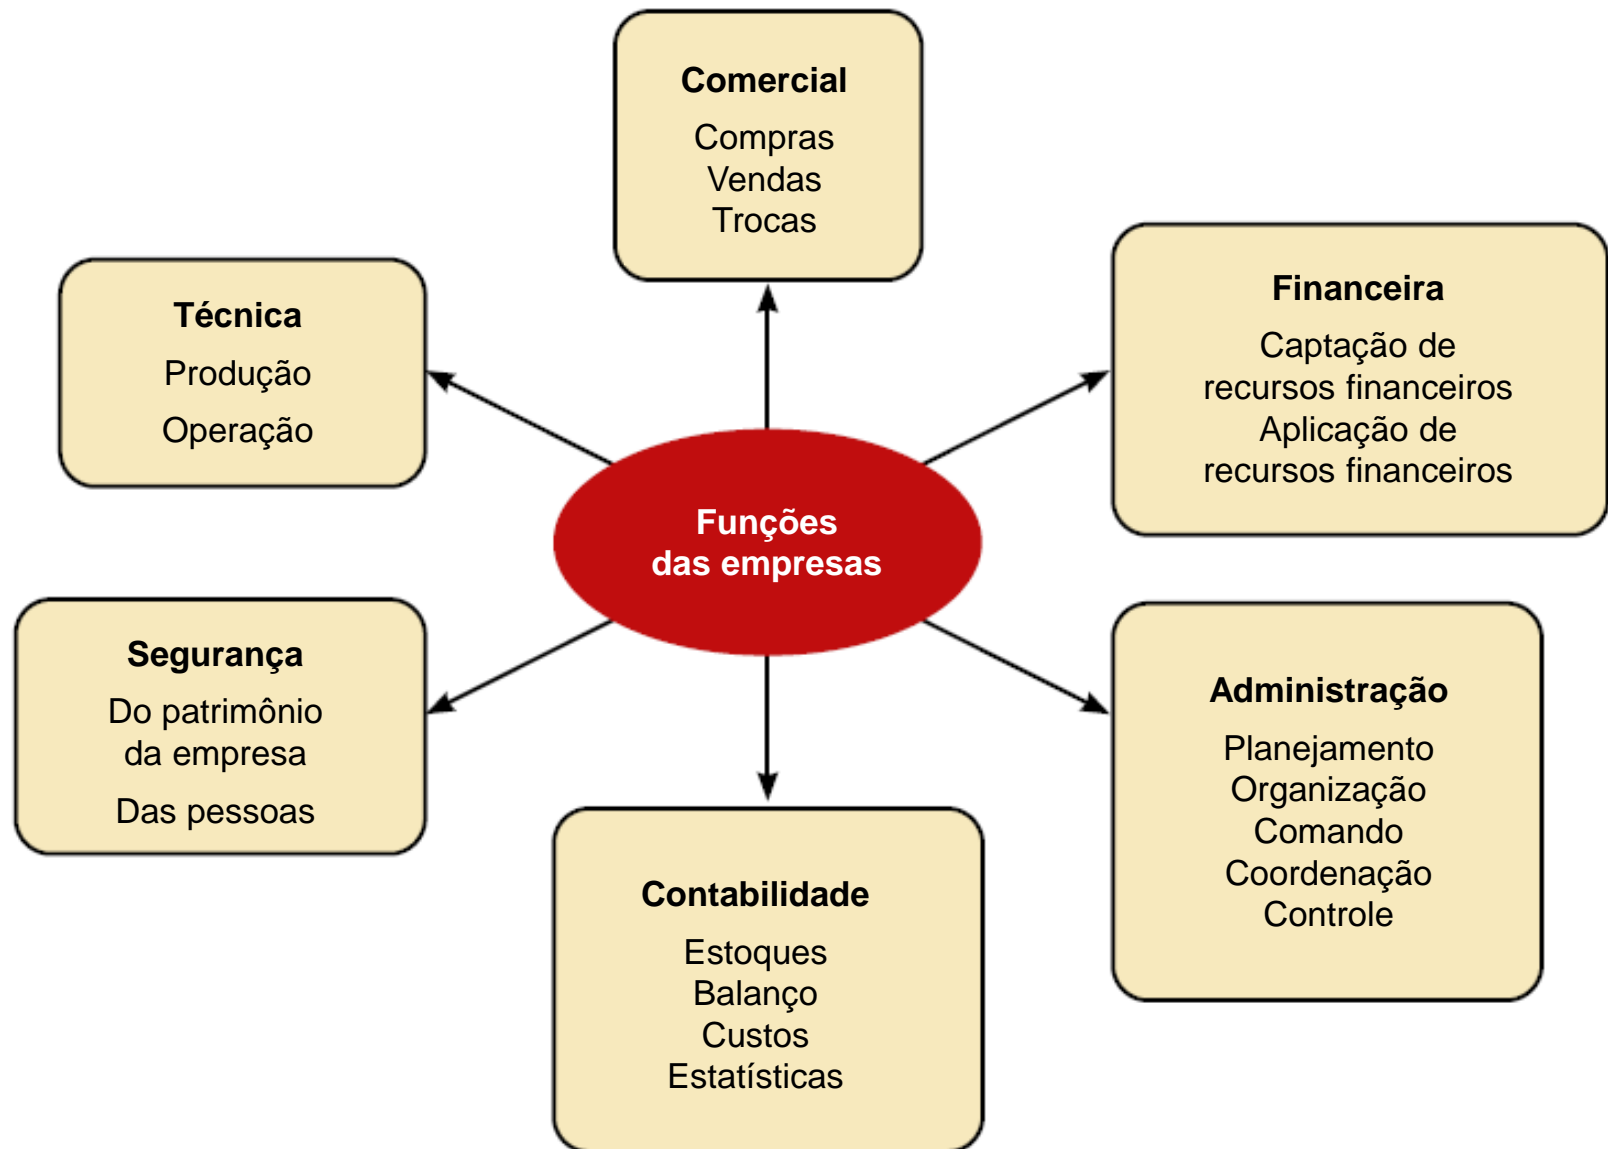 Comercial
Compras
Vendas
Trocas
Técnica
Produção
Operação
Financeira
Captação de
recursos financeiros
Aplicação de
recursos financeiros
Funções
das empresas
Segurança
Do patrimônio
da empresa
Das pessoas
Administração
Planejamento
Organização
Comando
Coordenação
Controle
Contabilidade
Estoques
Balanço
Custos
Estatísticas